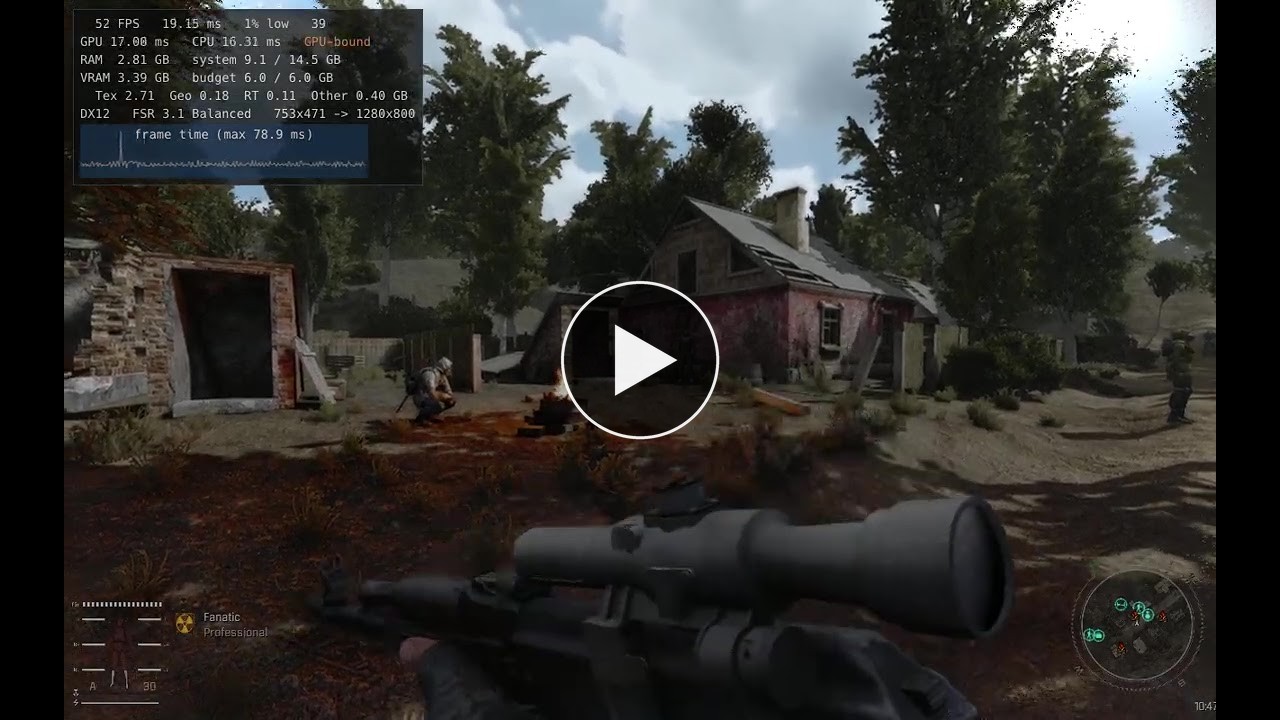 52 FPS 19.15 ms 1% low 39
GPU 17.00 ms CPU 16.31 ms GPU-bound
RAM 2.81 GB system 9.1 / 14.5 GB
VRAM 3.39 GB budget 6.0 / 6.0 GB
Tex 2.71 Geo 0.18 RT 0.11 Other 0.40 GB
DX12 FSR 3.1 Balanced 753x471 -> 1280x800
frame time (max 78.9 ms)
Fanatic
Professional
A 30
10:47